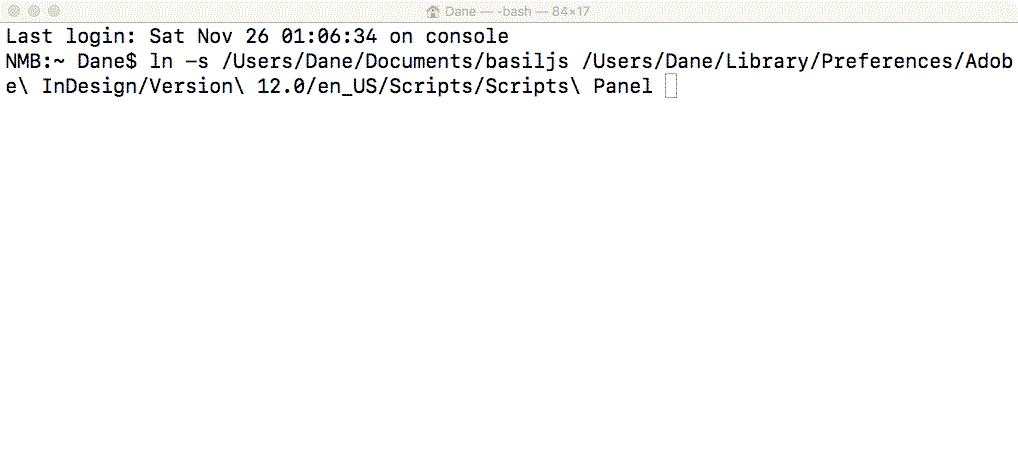 Dane — -bash — 84×17
Last login: Sat Nov 26 01:06:34 on console
NMB:~ Dane$ ln -s /Users/Dane/Documents/basiljs /Users/Dane/Library/Preferences/Adob
e\ InDesign/Version\ 12.0/en_US/Scripts/Scripts\ Panel